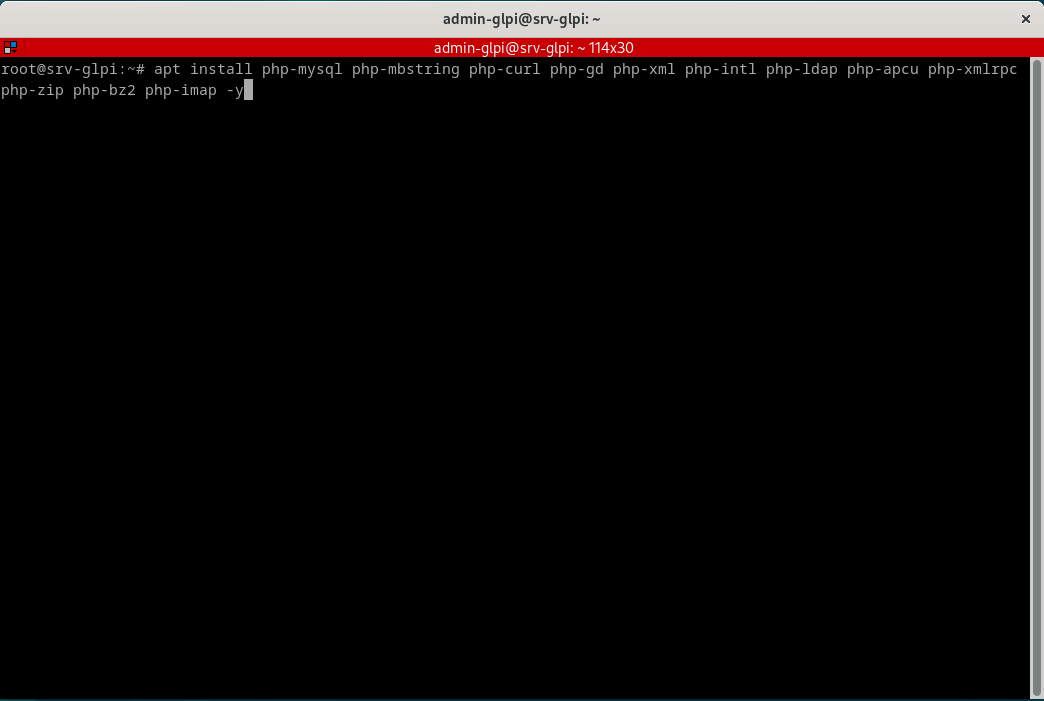 admin-glpi@srv-glpi: ~
×
admin-glpi@srv-glpi: ~ 114x30
root@srv-glpi:~# apt install php-mysql php-mbstring php-curl php-gd php-xml php-intl php-ldap php-apcu php-xmlrpc
php-zip php-bz2 php-imap -y